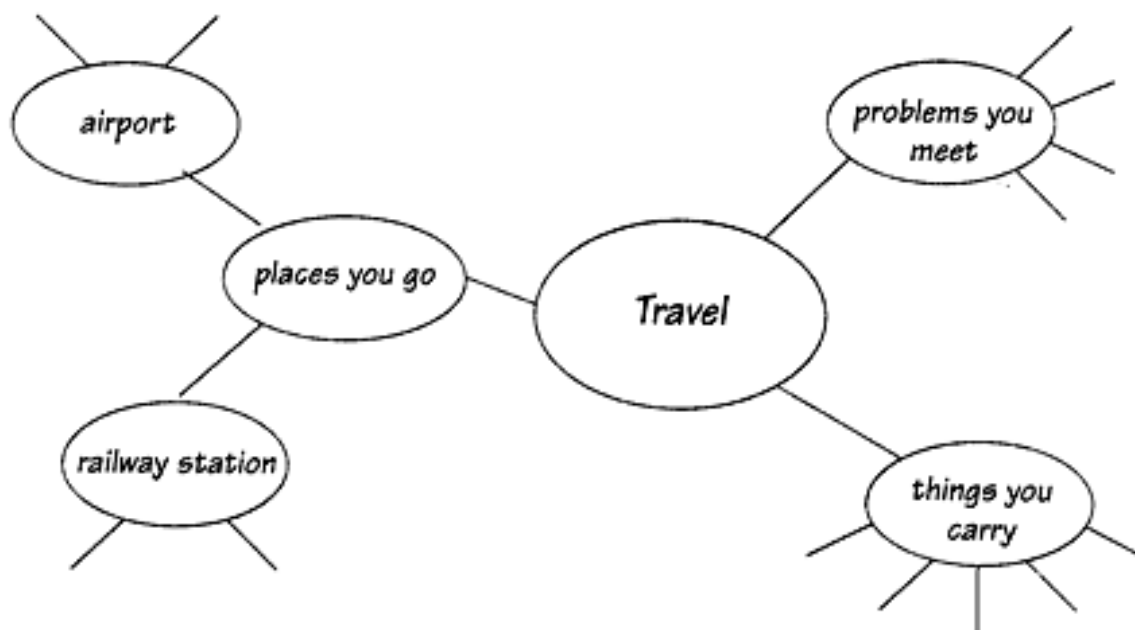 airport
problems you
meet
places you go
Travel
railway station
things you
carry